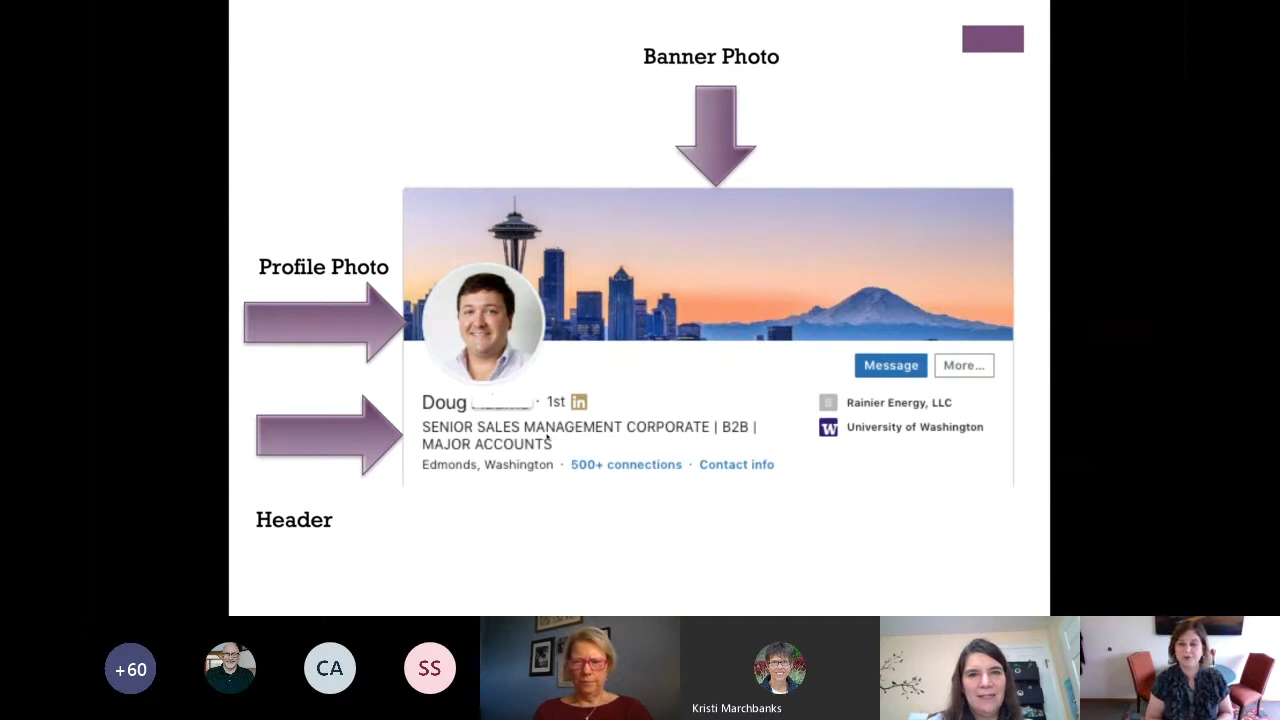 Banner Photo
Profile Photo
Message
More...
Doug
· 1st in
Rainier Energy, LLC
SENIOR SALES MANAGEMENT CORPORATE | B2B |
MAJOR ACCOUNTS
W University of Washington
Edmonds, Washington · 500+ connections · Contact info
Header
+60
CA
SS
Kristi Marchbanks